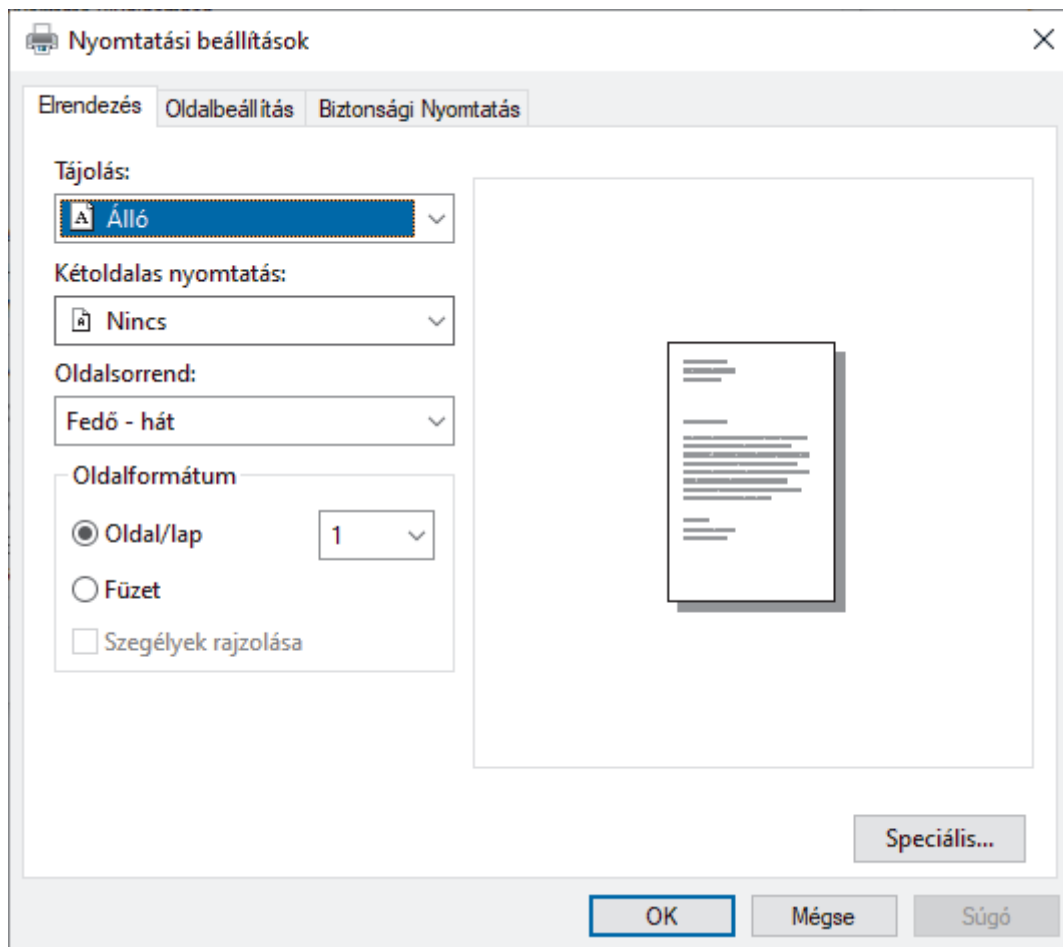 Nyomtatási beállítások
Elrendezés
Oldalbeállítás
Biztonsági Nyomtatás
Tájolás:
Álló
Kétoldalas nyomtatás:
Nincs
Oldalsorrend:
Fedő - hát
Oldalformátum
Oldal/lap 1
Füzet
Szegélyek rajzolása
Speciális...
OK
Mégse
Súgó